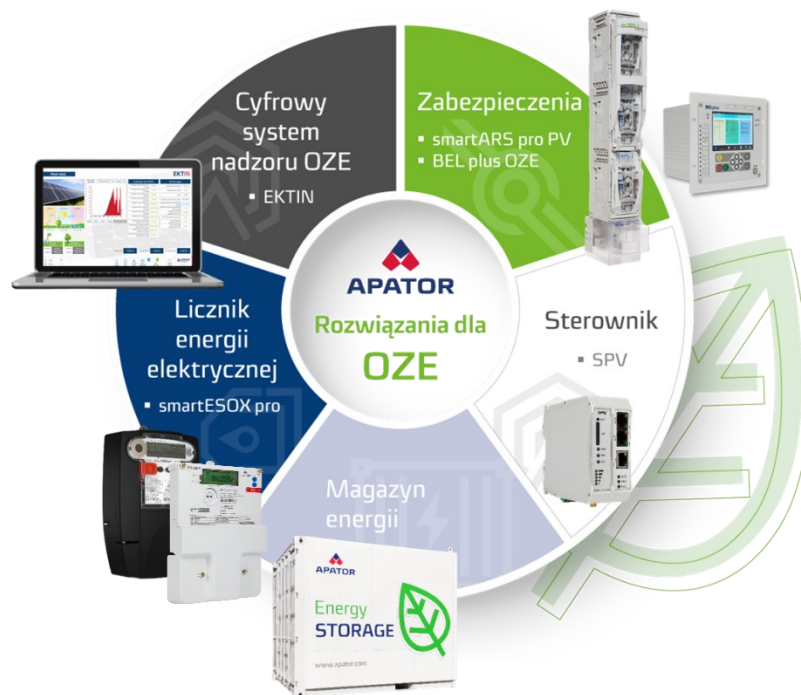 Cyfrowy
system
nadzoru OZE
▪ EKTIN
Zabezpieczenia
▪ smartARS pro PV
▪ BEL plus OZE
EKTIN
APATOR
Rozwiązania dla
OZE
Licznik
energii
elektrycznej
▪ smartESOX pro
Sterownik
▪ SPV
Magazyn
energii
APATOR
Energy
STORAGE
www.apator.com